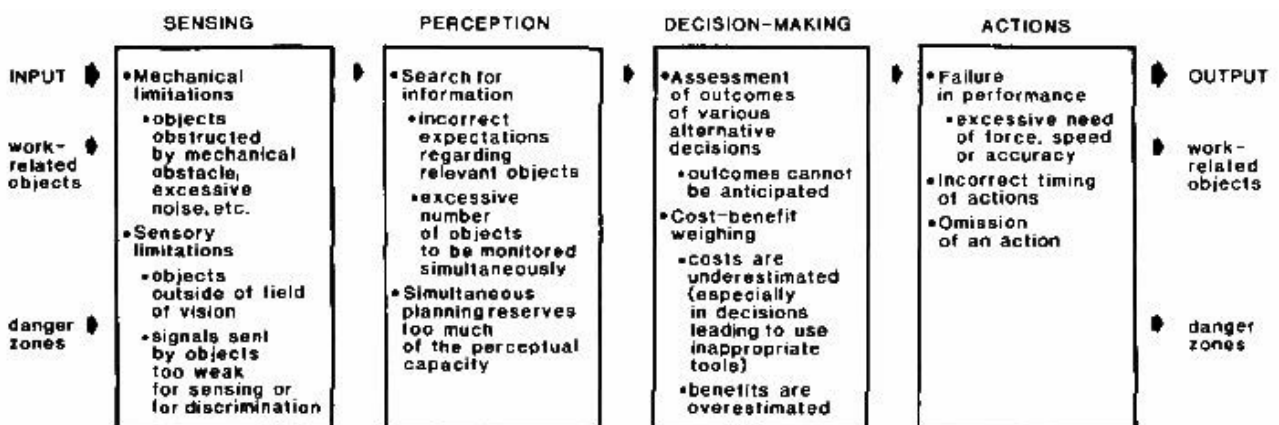 SENSING
PERCEPTION
DECISION-MAKING
ACTIONS
INPUT
work-
related
objects
danger
zones
•Mechanical
limitations
•objects
obstructed
by mechanical
obstacle,
excessive
noise, etc.
•Sensory
limitations
•objects
outside of field
of vision
•signals sent
by objects
too weak
for sensing or
for discrimination
•Search for
information
•incorrect
expectations
regarding
relevant objects
•excessive
number
of objects
to be monitored
simultaneously
•Simultaneous
planning reserves
too much
of the perceptual
capacity
•Assessment
of outcomes
of various
alternative
decisions
•outcomes cannot
be anticipated
•Cost-benefit
weighing
•costs are
underestimated
(especially
in decisions
leading to use
inappropriate
tools)
•benefits are
overestimated
•Failure
in performance
•excessive need
of force, speed
or accuracy
•Incorrect timing
of actions
•Omission
of an action
OUTPUT
work-
related
objects
danger
zones